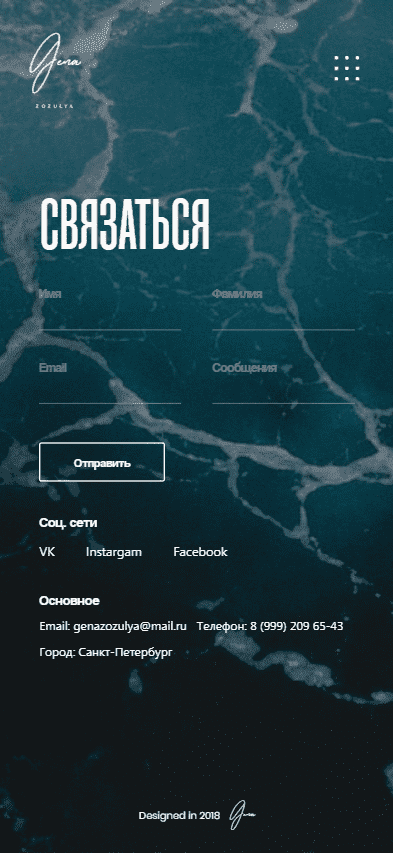 Gena
ZOZULYA
СВЯЗАТЬСЯ
Имя Фамилия
Email Сообщения
Отправить
Соц. сети
VK Instargam Facebook
Основное
Email: genazozulya@mail.ru Телефон: 8 (999) 209 65-43
Город: Санкт-Петербург
Designed in 2018 Gena